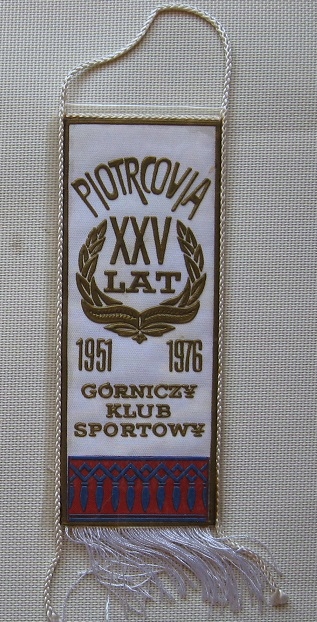 PIOTRCOVIA
XXV
LAT
1951 1976
GÓRNICZY
KLUB
SPORTOWY